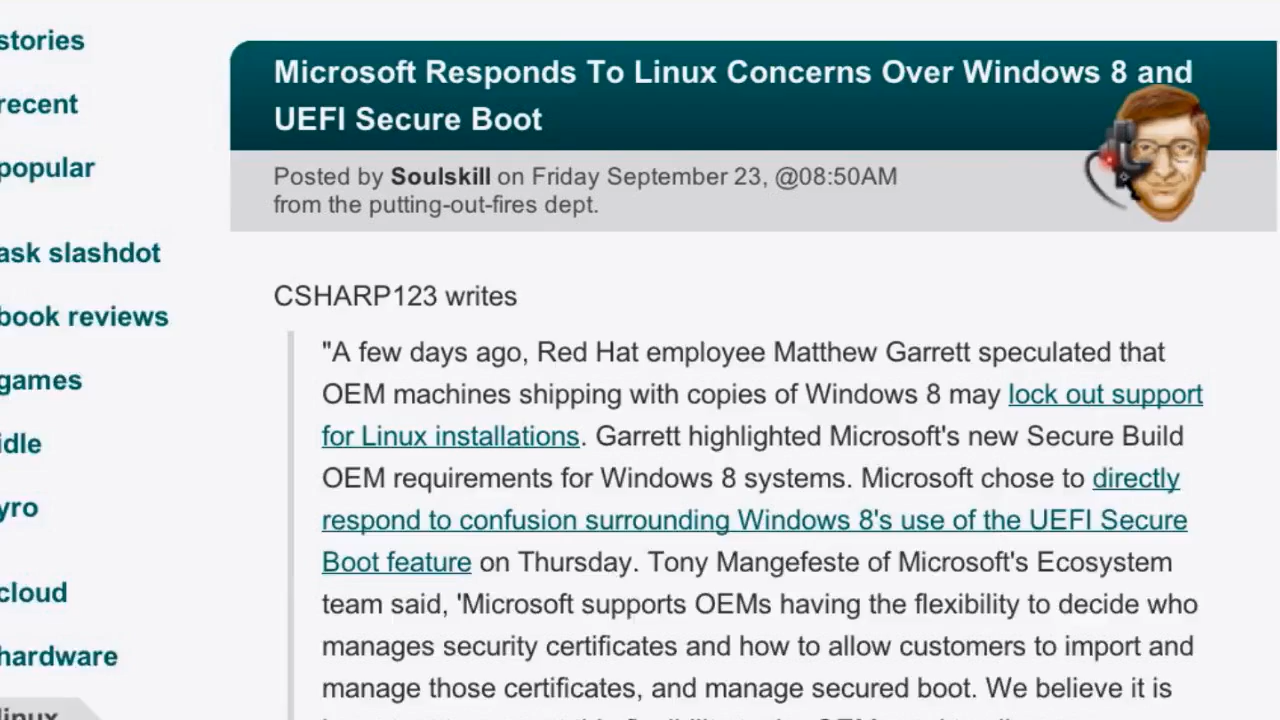 stories
recent
popular
ask slashdot
book reviews
games
idle
yro
cloud
hardware
linux
Microsoft Responds To Linux Concerns Over Windows 8 and
UEFI Secure Boot
Posted by Soulskill on Friday September 23, @08:50AM
from the putting-out-fires dept.
CSHARP123 writes
"A few days ago, Red Hat employee Matthew Garrett speculated that
OEM machines shipping with copies of Windows 8 may lock out support
for Linux installations. Garrett highlighted Microsoft's new Secure Build
OEM requirements for Windows 8 systems. Microsoft chose to directly
respond to confusion surrounding Windows 8's use of the UEFI Secure
Boot feature on Thursday. Tony Mangefeste of Microsoft's Ecosystem
team said, 'Microsoft supports OEMs having the flexibility to decide who
manages security certificates and how to allow customers to import and
manage those certificates, and manage secured boot. We believe it is